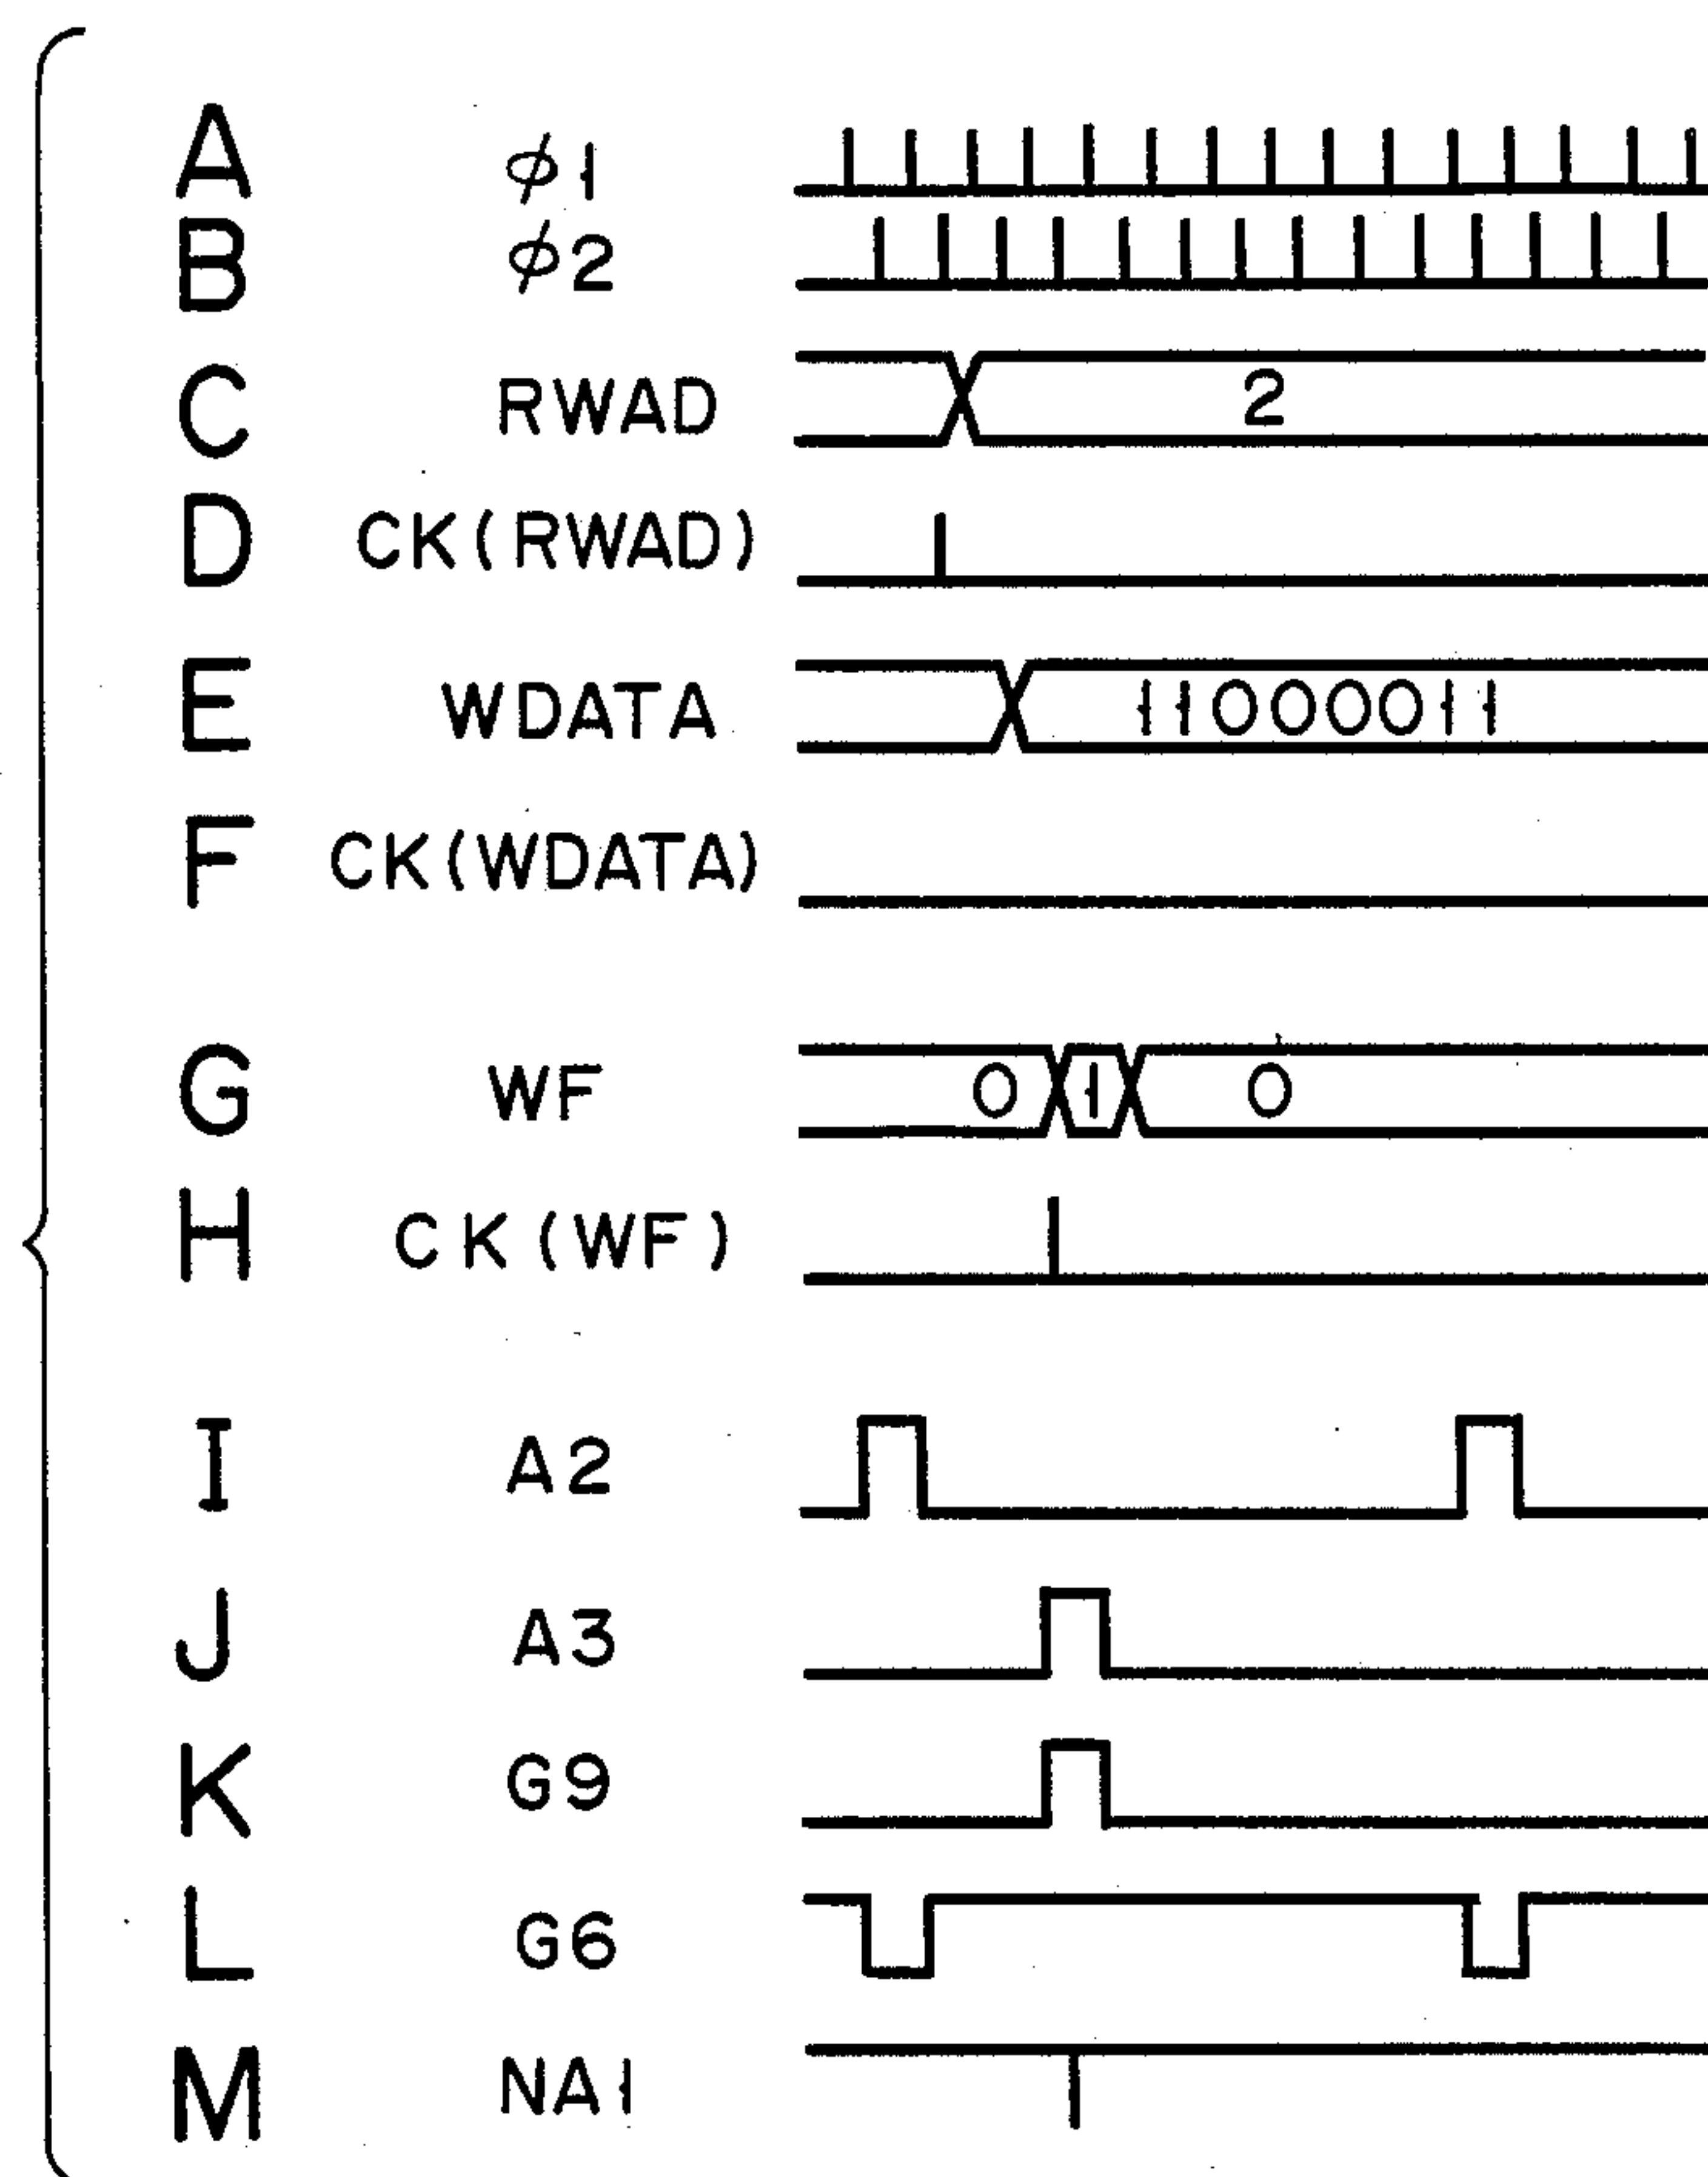 A φ1
B φ2
C RWAD 2
D CK(RWAD)
E WDATA 11000011
F CK(WDATA)
G WF 0 1 0
H CK(WF)
I A2
J A3
K G9
L G6
M NA1